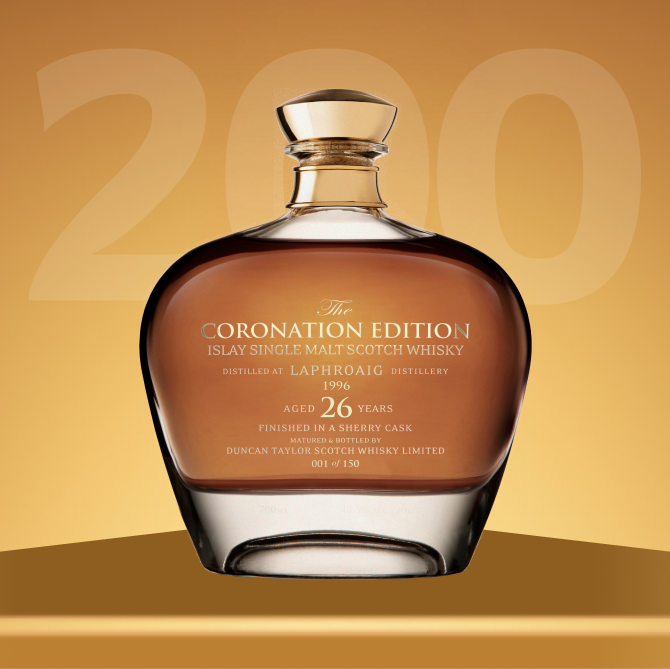 200
The
CORONATION EDITION
ISLAY SINGLE MALT SCOTCH WHISKY
DISTILLED AT LAPHROAIG DISTILLERY
1996
AGED 26 YEARS
FINISHED IN A SHERRY CASK
MATURED & BOTTLED BY
DUNCAN TAYLOR SCOTCH WHISKY LIMITED
001 of 150